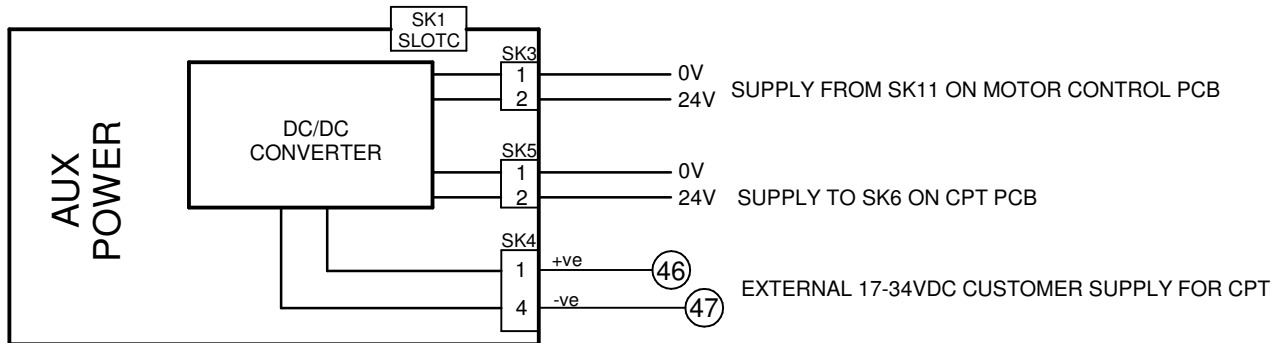 SK1
SLOTC
AUX
POWER
DC/DC
CONVERTER
SK3
1
2
0V
24V
SUPPLY FROM SK11 ON MOTOR CONTROL PCB
SK5
1
2
0V
24V
SUPPLY TO SK6 ON CPT PCB
SK4
1
4
+ve
-ve
46
47
EXTERNAL 17-34VDC CUSTOMER SUPPLY FOR CPT